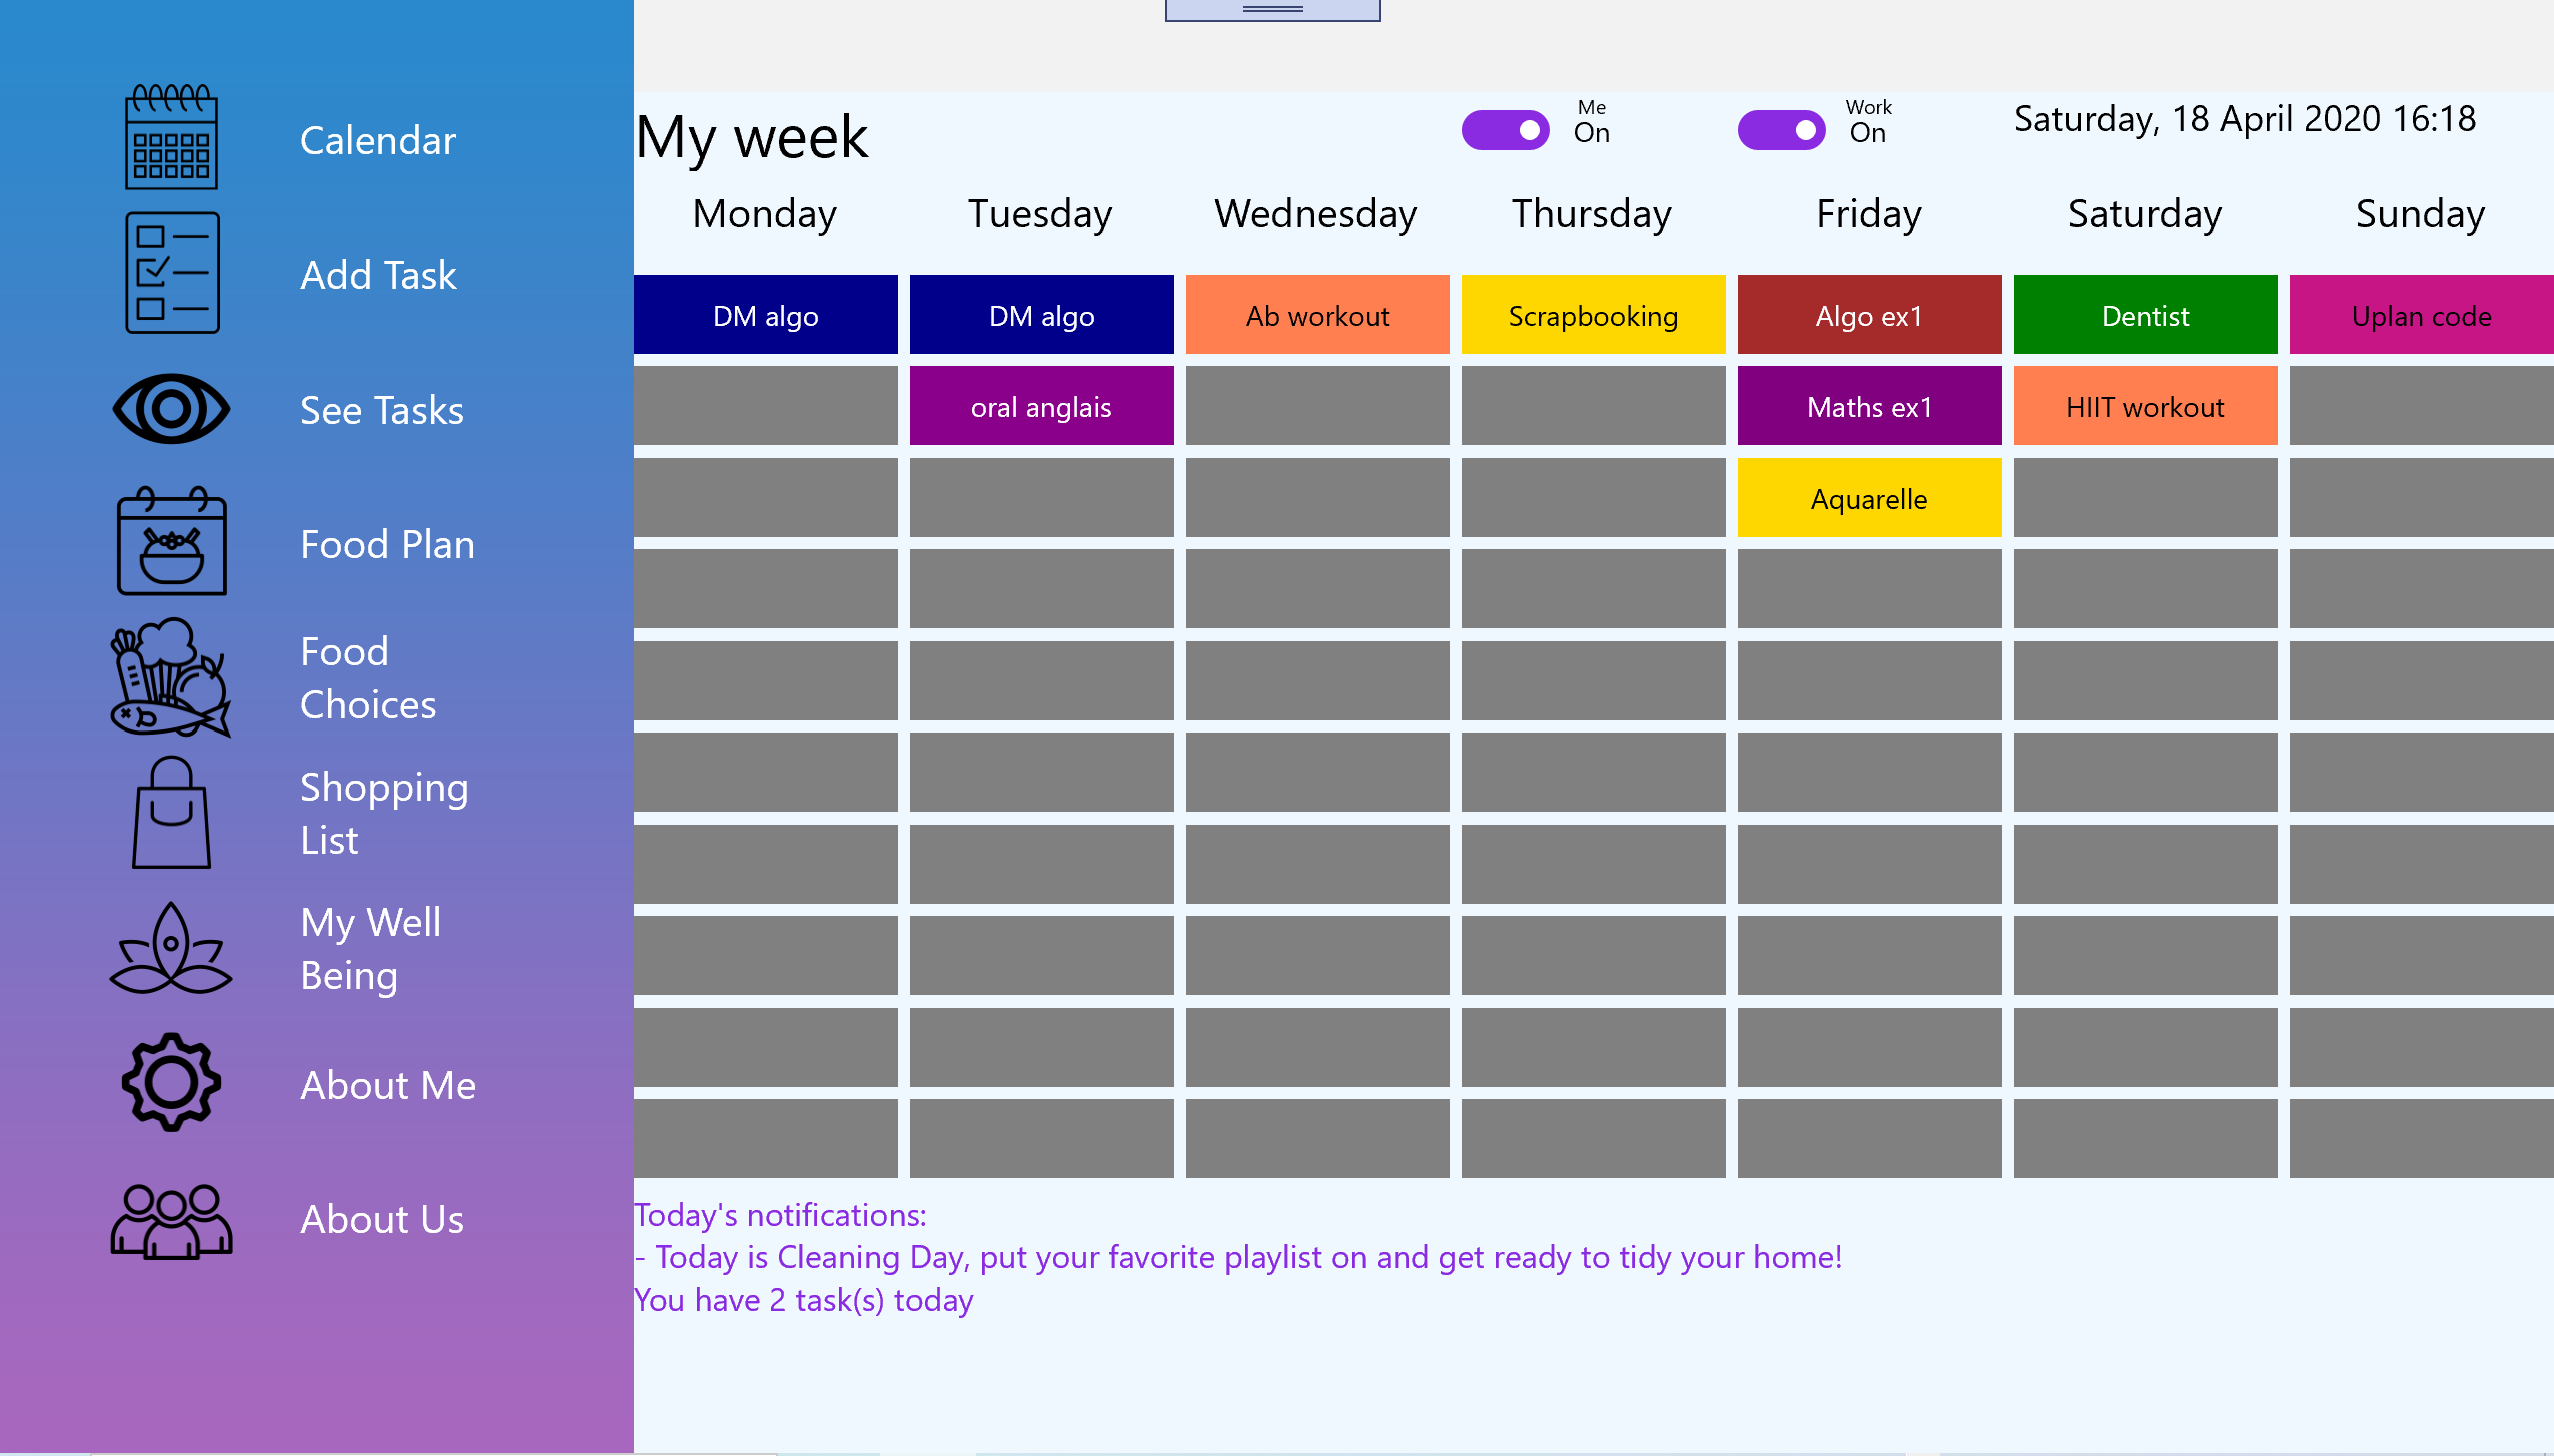 Calendar
Add Task
See Tasks
Food Plan
Food
Choices
Shopping
List
My Well
Being
About Me
About Us
My week
Me
On
Work
On
Saturday, 18 April 2020 16:18
Monday Tuesday Wednesday Thursday Friday Saturday Sunday
DM algo DM algo Ab workout Scrapbooking Algo ex1 Dentist Uplan code
oral anglais Maths ex1 HIIT workout
Aquarelle
Today's notifications:
- Today is Cleaning Day, put your favorite playlist on and get ready to tidy your home!
You have 2 task(s) today